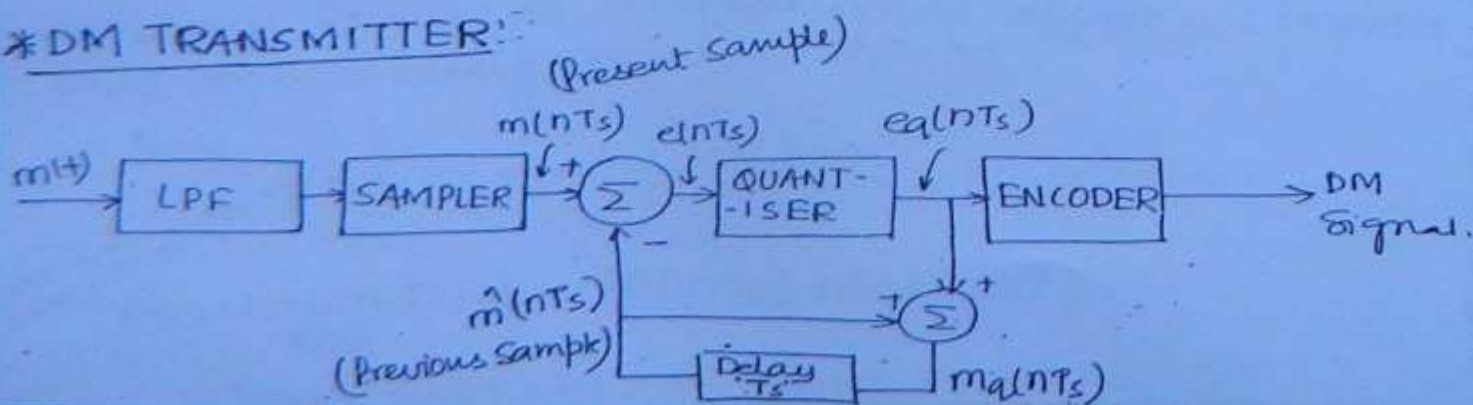 *DM TRANSMITTER:
(Present Sample)
m(nTs) e(nTs) eq(nTs)
m(t) LPF SAMPLER + Σ QUANT-
-ISER ENCODER DM
Signal.
-
+
m̂(nTs) + Σ
(Previous Sample) Delay
'Ts' mq(nTs)